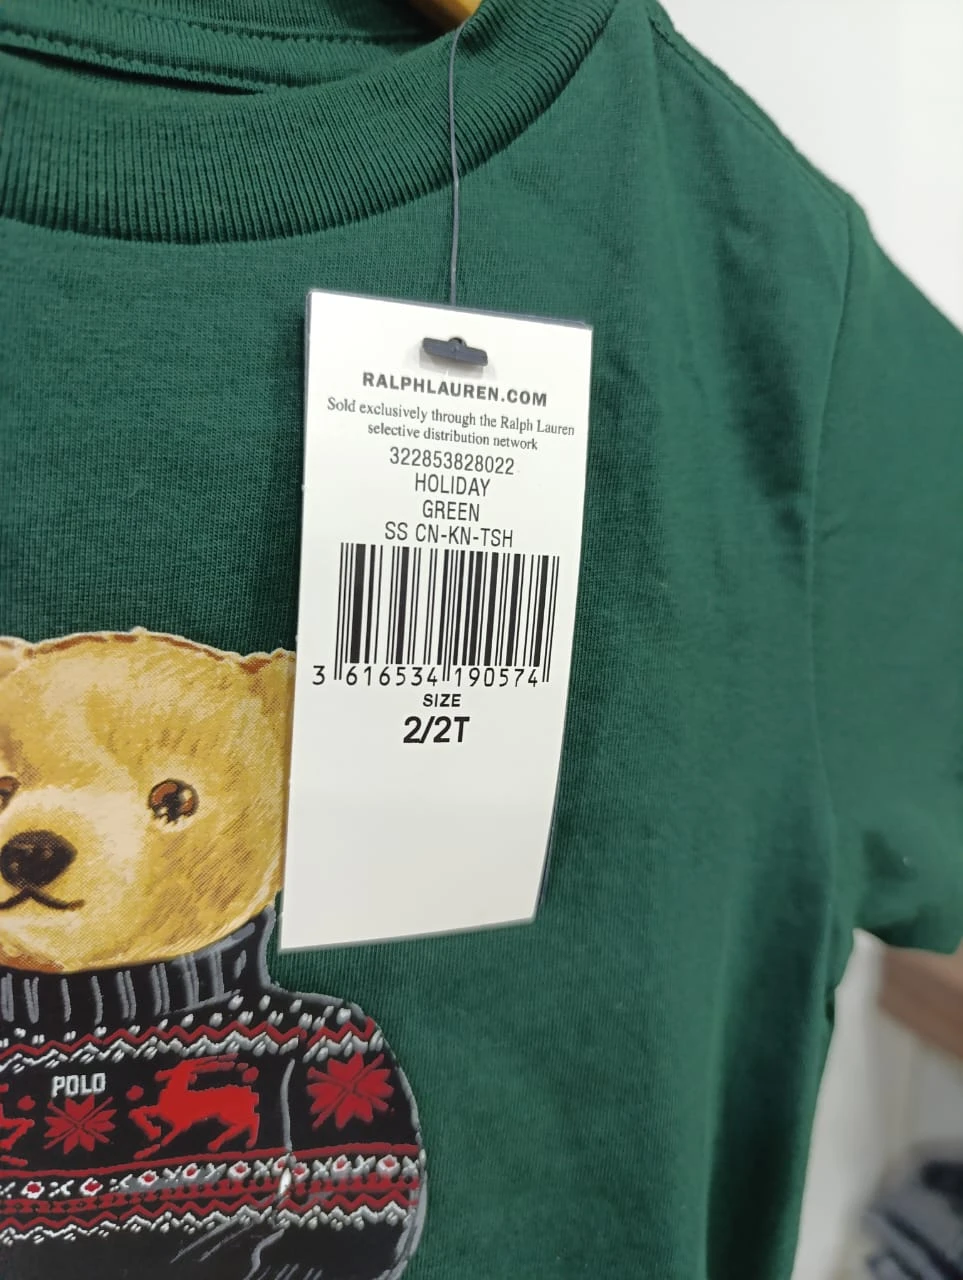 RALPHLAUREN.COM
Sold exclusively through the Ralph Lauren
selective distribution network
322853828022
HOLIDAY
GREEN
SS CN-KN-TSH
3 616534 190574
SIZE
2/2T
POLO